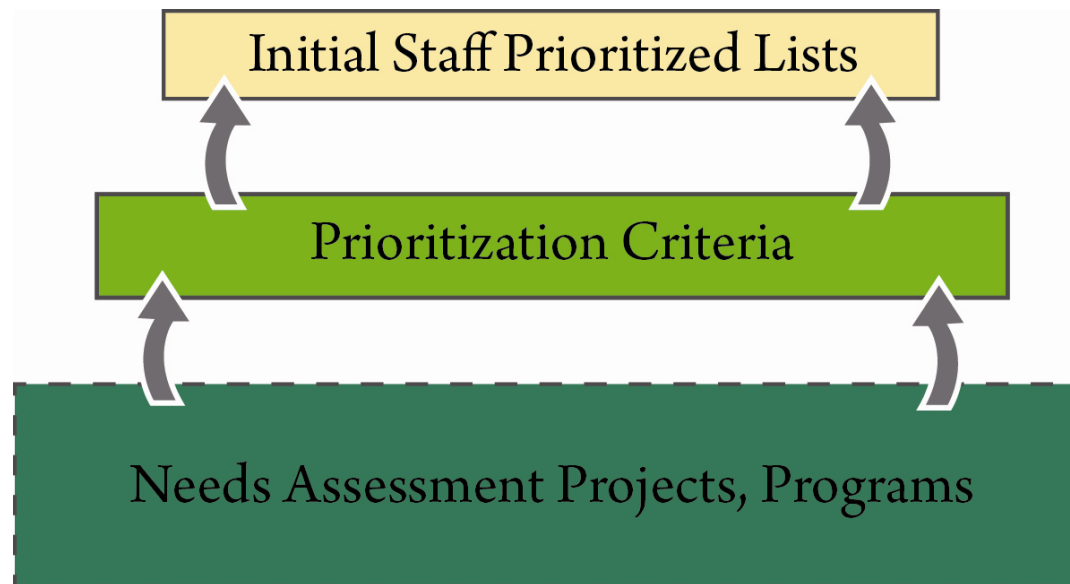 Initial Staff Prioritized Lists
Prioritization Criteria
Needs Assessment Projects, Programs